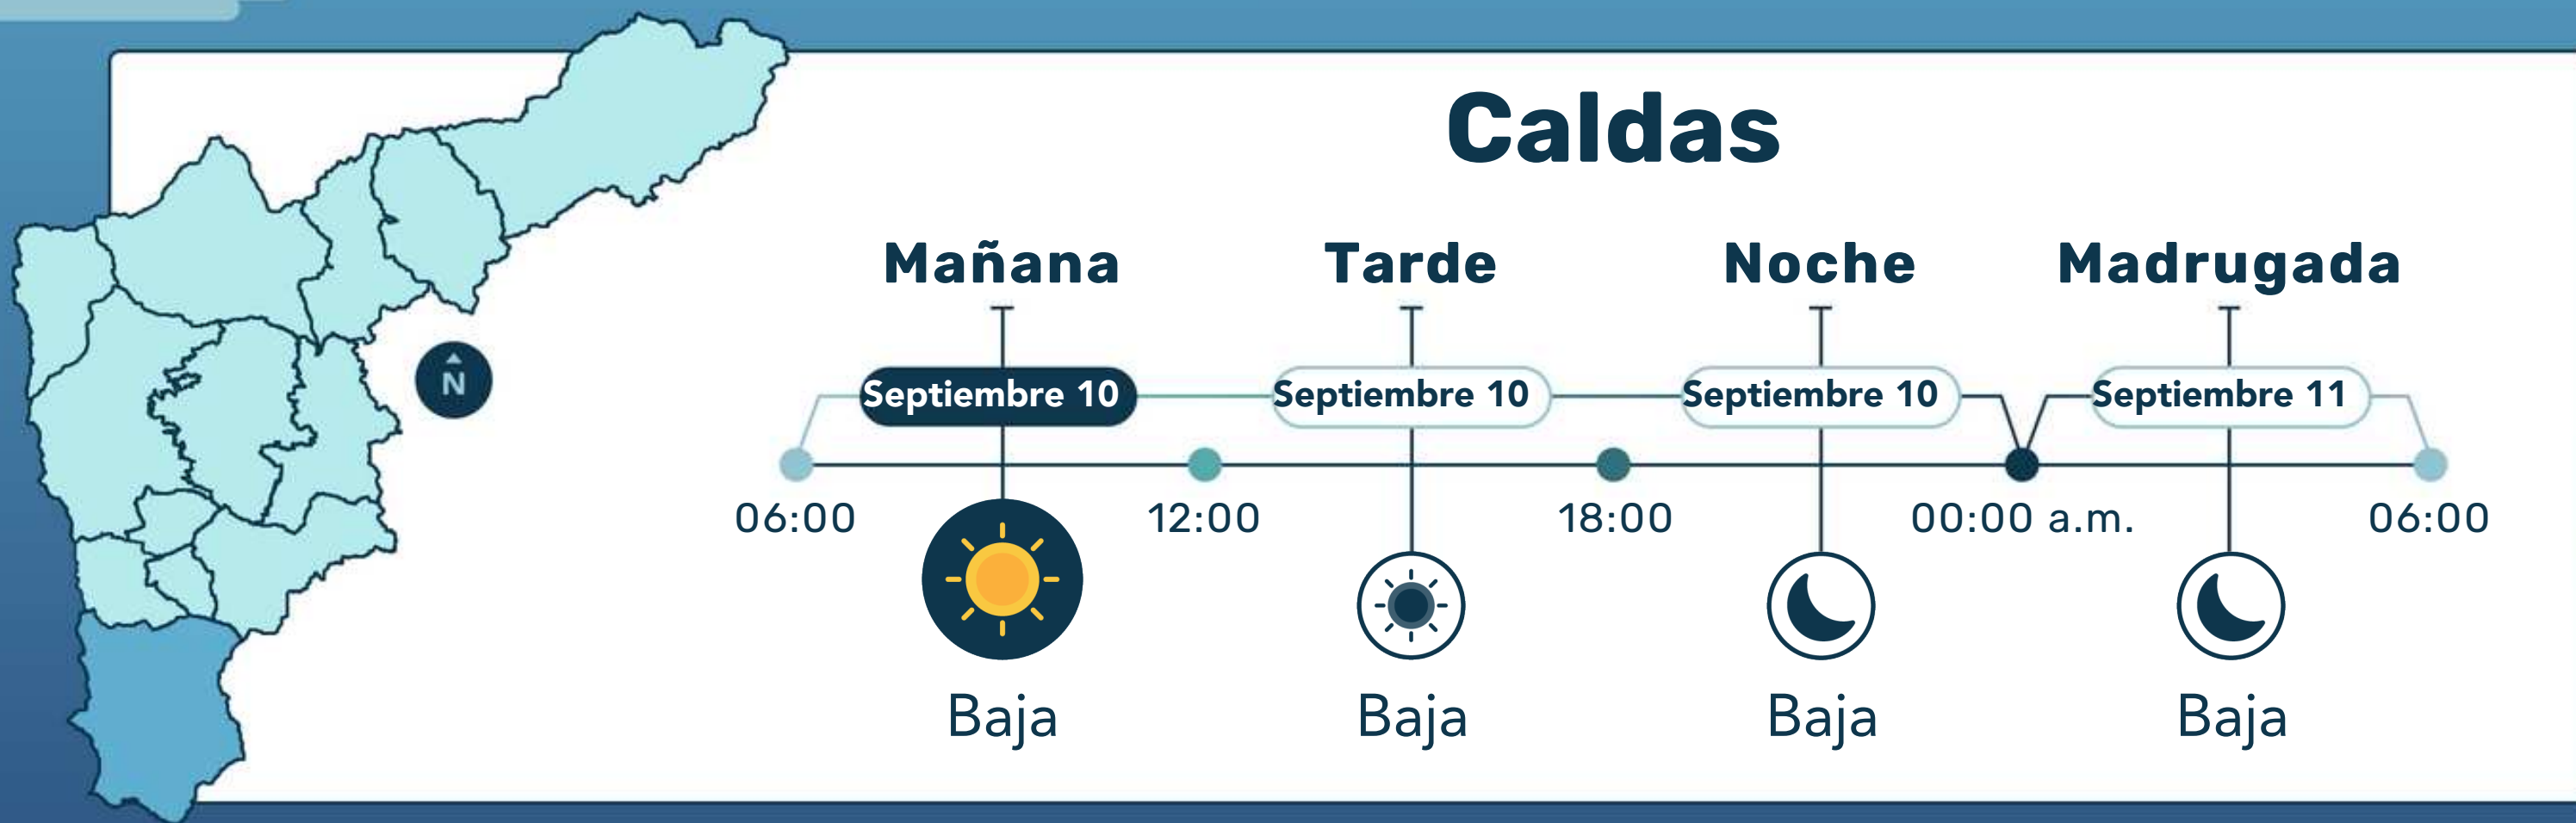 Caldas
Mañana Tarde Noche Madrugada
N
Septiembre 10 Septiembre 10 Septiembre 10 Septiembre 11
06:00 12:00 18:00 00:00 a.m. 06:00
Baja Baja Baja Baja